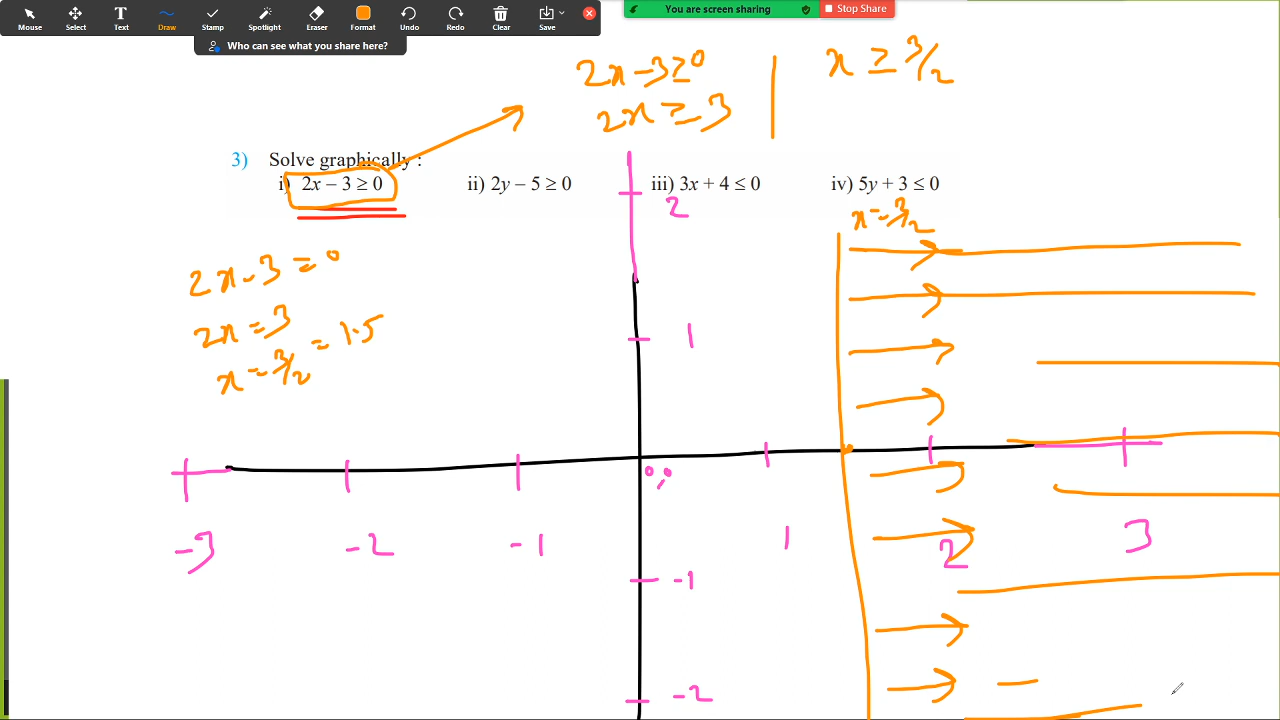 Mouse Select Text Draw Stamp Spotlight Eraser Format Undo Redo Clear Save
You are screen sharing Stop Share
Who can see what you share here?
2x-3≥0
2x ≥ 3
x ≥ 3/2
3) Solve graphically :
i) 2x – 3 ≥ 0 ii) 2y – 5 ≥ 0 iii) 3x + 4 ≤ 0 iv) 5y + 3 ≤ 0
x=3/2
2x-3=0
2x=3
x=3/2 =1.5
2
1
0,0
-3 -2 -1 1 2 3
-1
-2